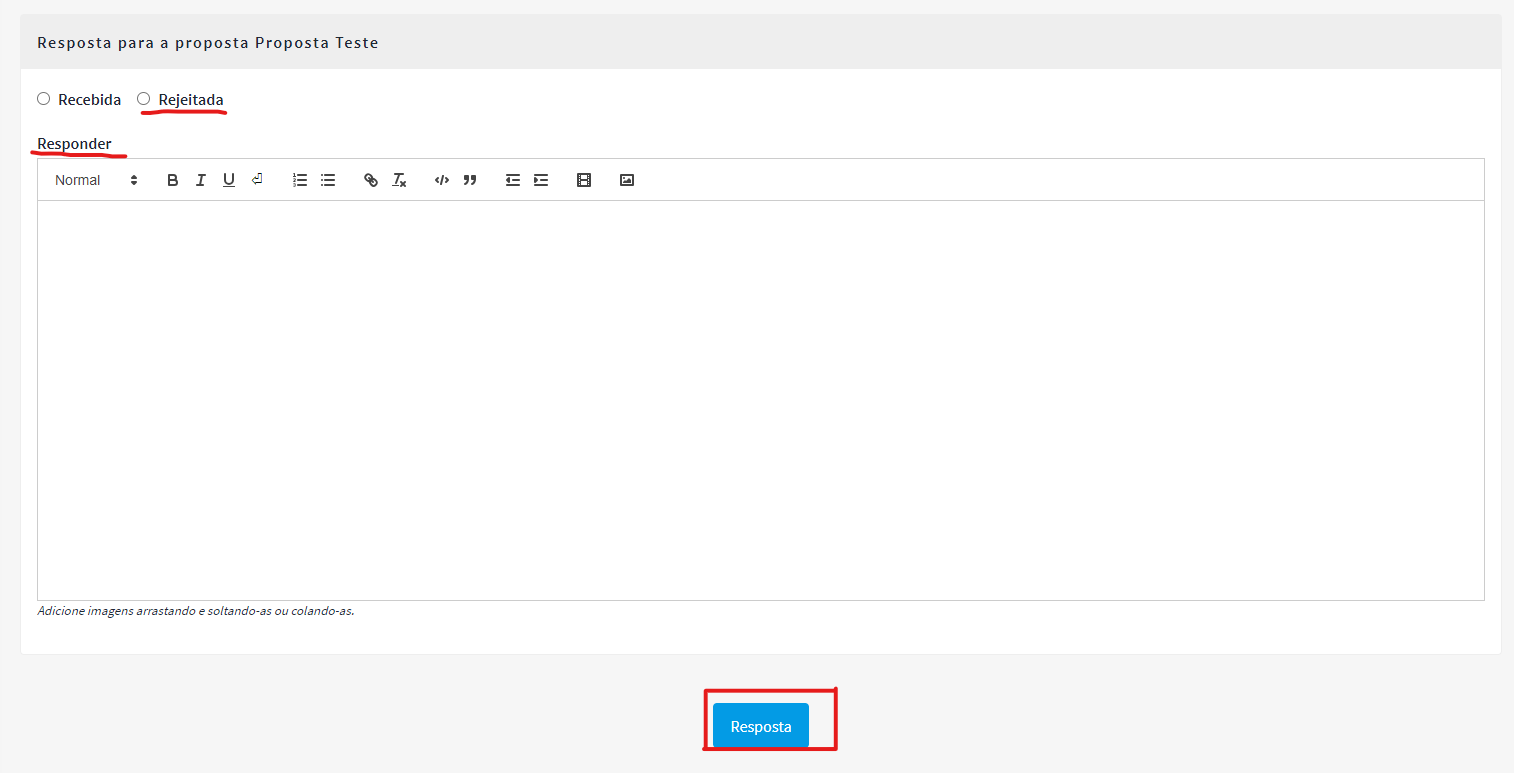 Resposta para a proposta Proposta Teste
Recebida Rejeitada
Responder
Normal B I U
Adicione imagens arrastando e soltando-as ou colando-as.
Resposta